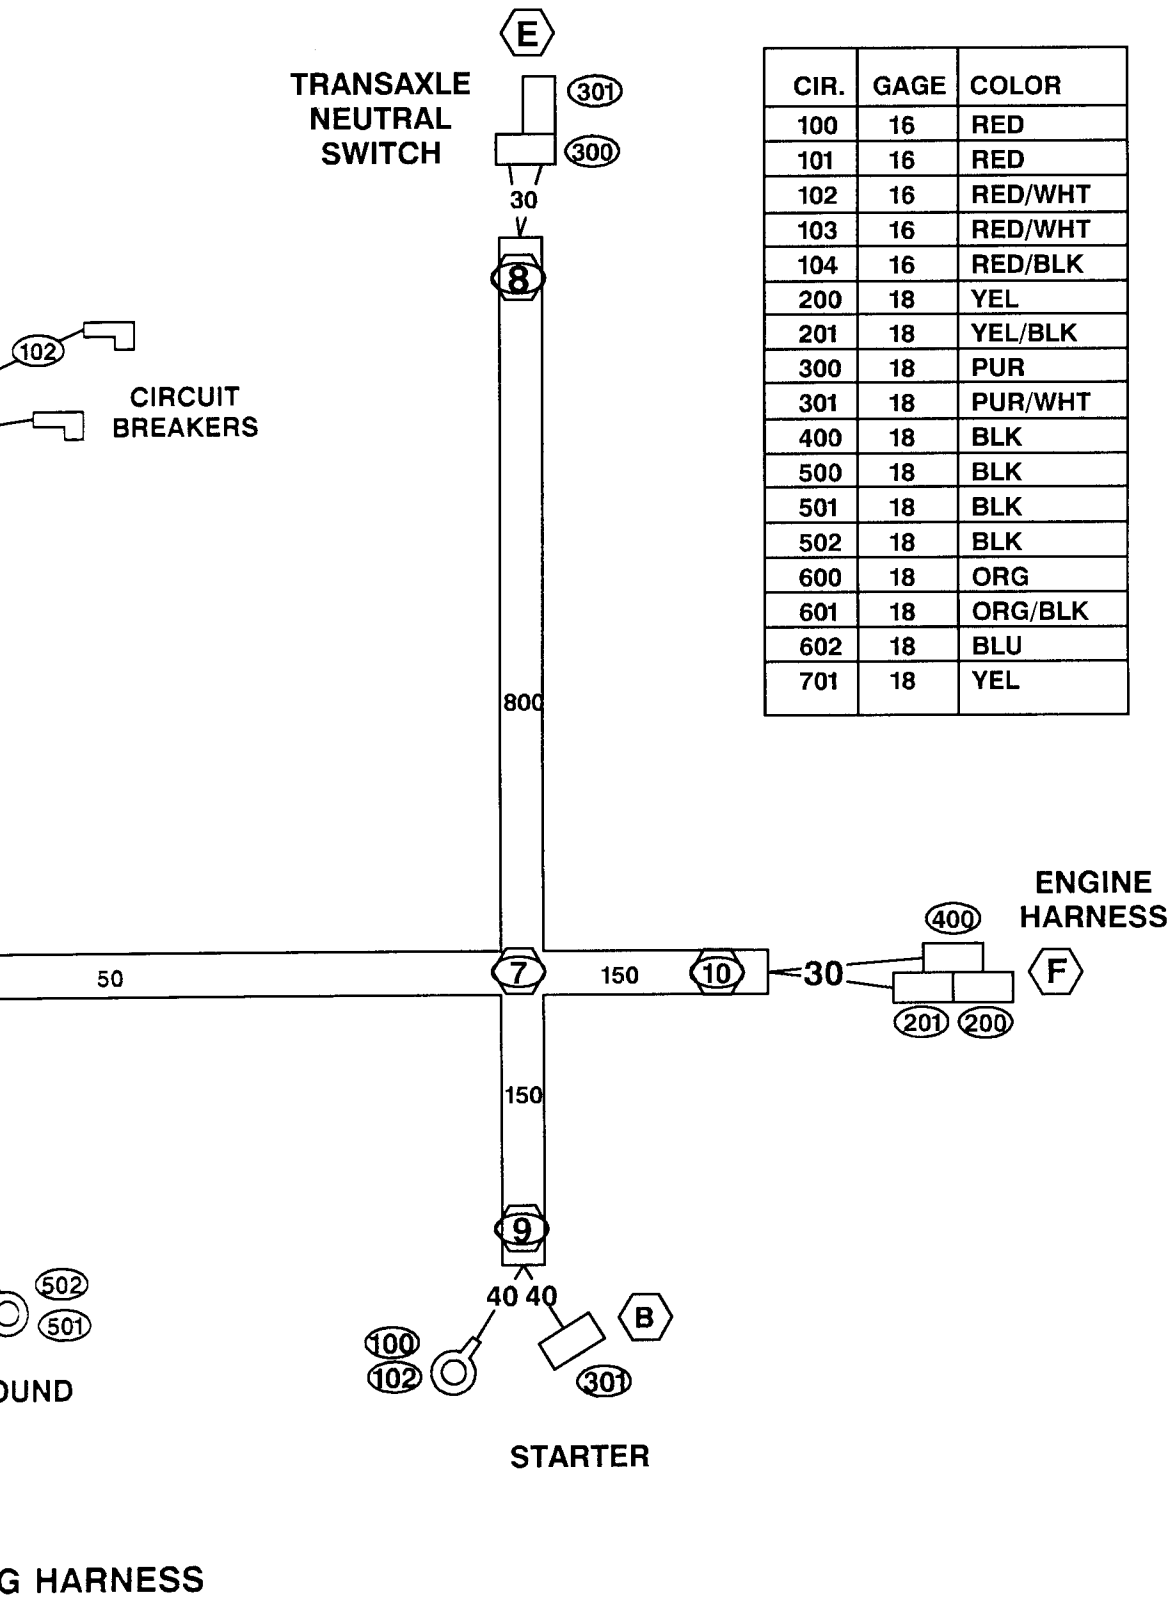 E
TRANSAXLE
NEUTRAL
SWITCH
301
300
30
8
102
CIRCUIT
BREAKERS
800
CIR. GAGE COLOR
100 16 RED
101 16 RED
102 16 RED/WHT
103 16 RED/WHT
104 16 RED/BLK
200 18 YEL
201 18 YEL/BLK
300 18 PUR
301 18 PUR/WHT
400 18 BLK
500 18 BLK
501 18 BLK
502 18 BLK
600 18 ORG
601 18 ORG/BLK
602 18 BLU
701 18 YEL
ENGINE
HARNESS
400
50
7
150
10
30
F
201
200
150
9
40 40
B
502
501
100
102
301
OUND
STARTER
G HARNESS